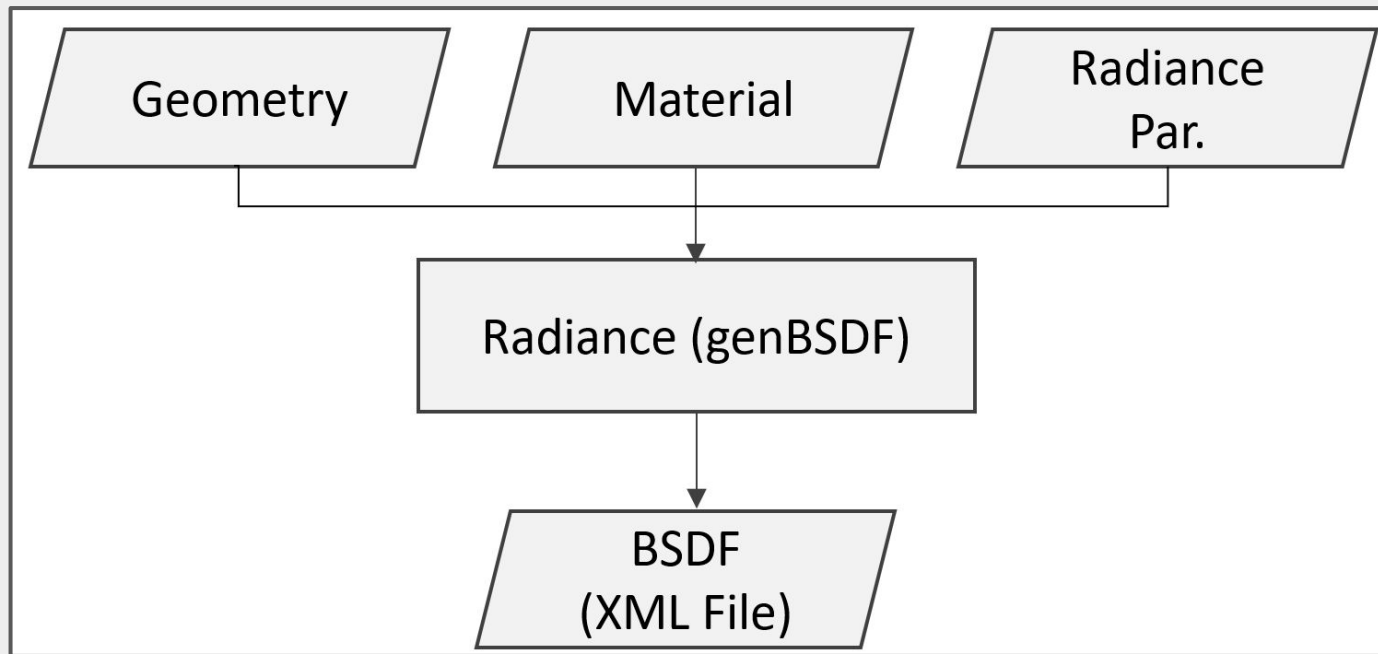 Geometry
Material
Radiance
Par.
Radiance (genBSDF)
BSDF
(XML File)